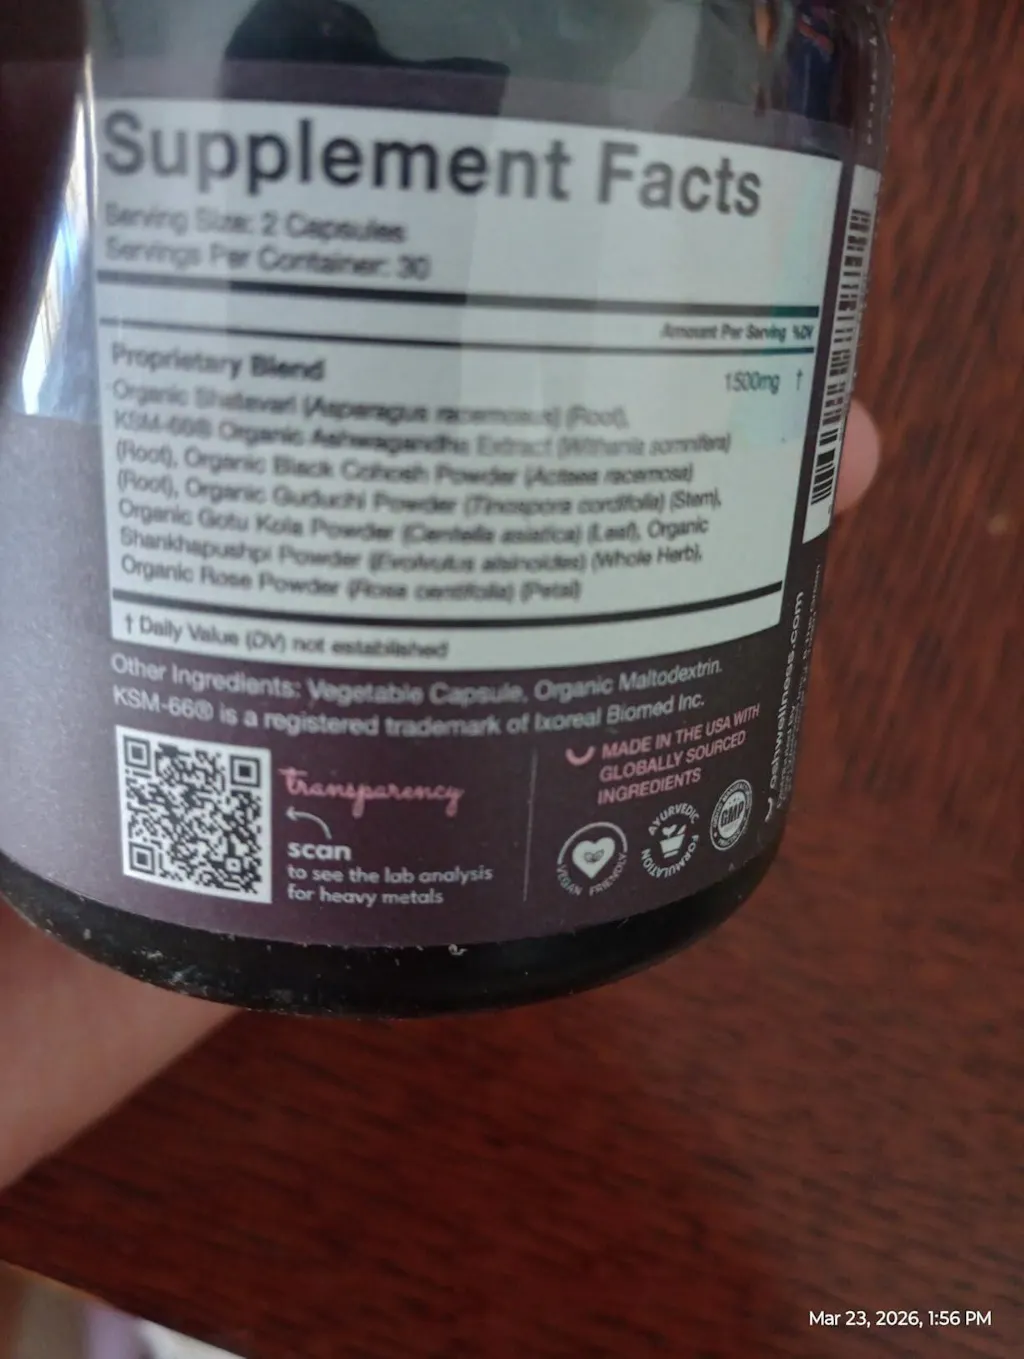 Supplement Facts
Serving Size: 2 Capsules
Servings Per Container: 30
Amount Per Serving %DV
Proprietary Blend 1500mg †
Organic Shatavari (Asparagus racemosus) (Root),
KSM-66® Organic Ashwagandha Extract (Withania somnifera)
(Root), Organic Black Cohosh Powder (Actaea racemosa)
(Root), Organic Guduchi Powder (Tinospora cordifolia) (Stem),
Organic Gotu Kola Powder (Centella asiatica) (Leaf), Organic
Shankhapushpi Powder (Evolvulus alsinoides) (Whole Herb),
Organic Rose Powder (Rosa centifolia) (Petal)
† Daily Value (DV) not established
Other Ingredients: Vegetable Capsule, Organic Maltodextrin.
KSM-66® is a registered trademark of Ixoreal Biomed Inc.
transparency
scan
to see the lab analysis
for heavy metals
MADE IN THE USA WITH
GLOBALLY SOURCED
INGREDIENTS
VEGAN FRIENDLY
AYURVEDIC FORMULATION
GMP
oshwellness.com
Mar 23, 2026, 1:56 PM